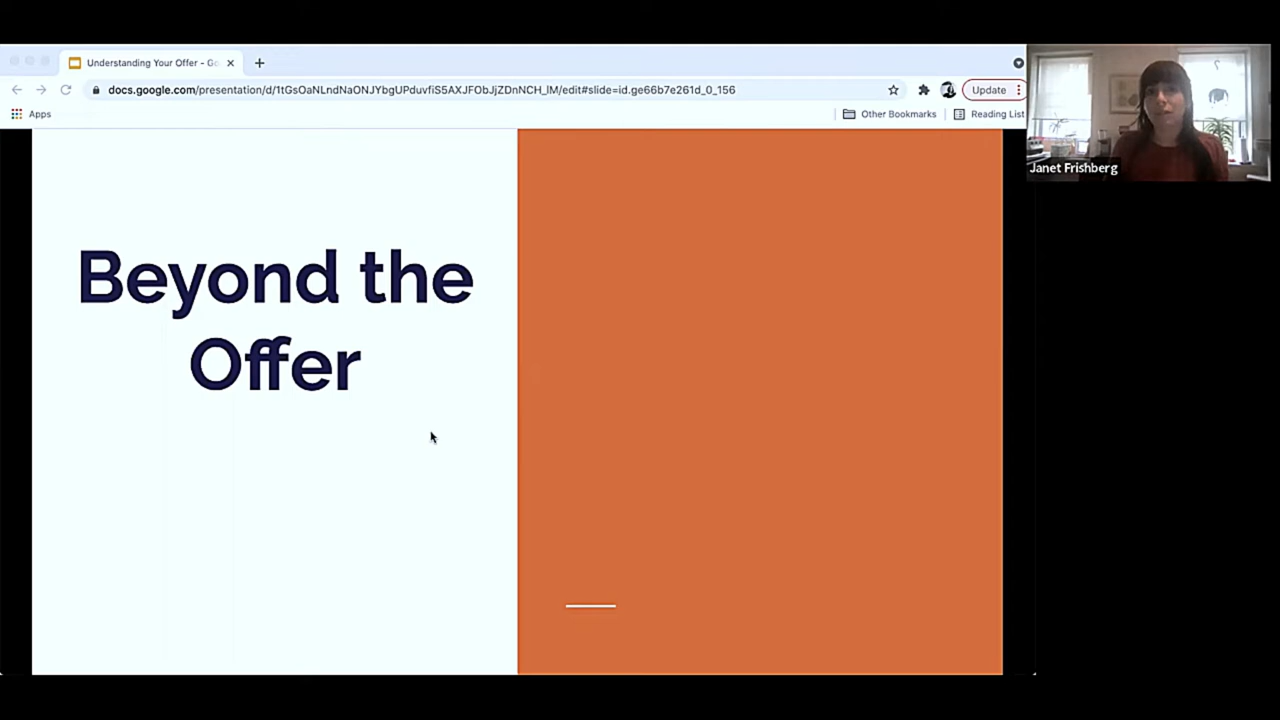 Understanding Your Offer - Go
docs.google.com/presentation/d/1tGsOaNLndNaONJYbgUPduvfiS5AXJFObJjZDnNCH_lM/edit#slide=id.ge66b7e261d_0_156
Update
Apps
Other Bookmarks
Reading List
Janet Frishberg
Beyond the
Offer